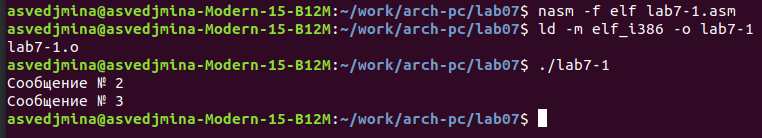 asvedjmina@asvedjmina-Modern-15-B12M:~/work/arch-pc/lab07$ nasm -f elf lab7-1.asm
asvedjmina@asvedjmina-Modern-15-B12M:~/work/arch-pc/lab07$ ld -m elf_i386 -o lab7-1
lab7-1.o
asvedjmina@asvedjmina-Modern-15-B12M:~/work/arch-pc/lab07$ ./lab7-1
Сообщение № 2
Сообщение № 3
asvedjmina@asvedjmina-Modern-15-B12M:~/work/arch-pc/lab07$